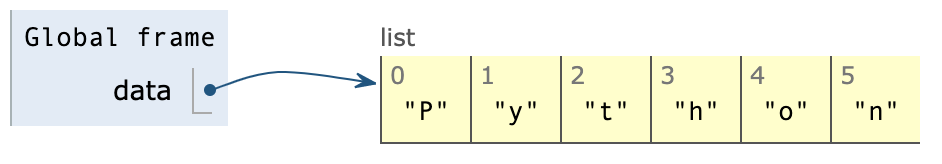 Global frame
data
list
0 1 2 3 4 5
"P" "y" "t" "h" "o" "n"